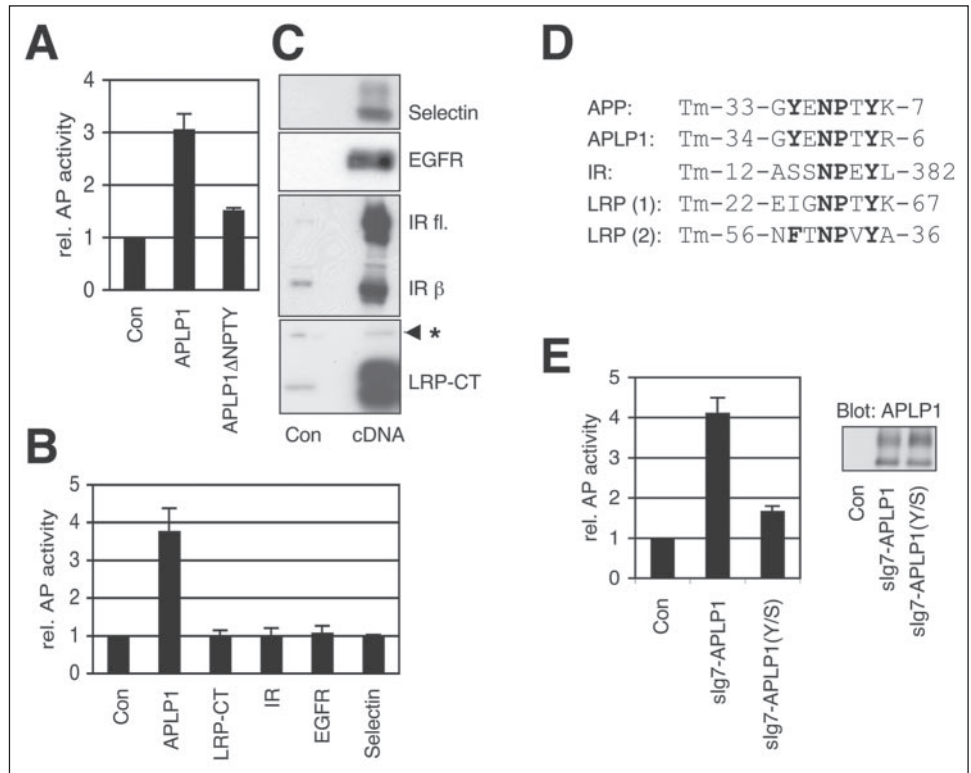 A
rel. AP activity
4
3
2
1
0
Con
APLP1
APLP1ΔNPTY
B
rel. AP activity
5
4
3
2
1
0
Con
APLP1
LRP-CT
IR
EGFR
Selectin
C
Selectin
EGFR
IR fl.
IR β
*
LRP-CT
Con cDNA
D
APP: Tm-33-GYENPTYK-7
APLP1: Tm-34-GYENPTYR-6
IR: Tm-12-ASSNPEYL-382
LRP (1): Tm-22-EIGNPTYK-67
LRP (2): Tm-56-NFTNPVYA-36
E
rel. AP activity
5
4
3
2
1
0
Con
sIg7-APLP1
sIg7-APLP1(Y/S)
Blot: APLP1
Con
sIg7-APLP1
sIg7-APLP1(Y/S)